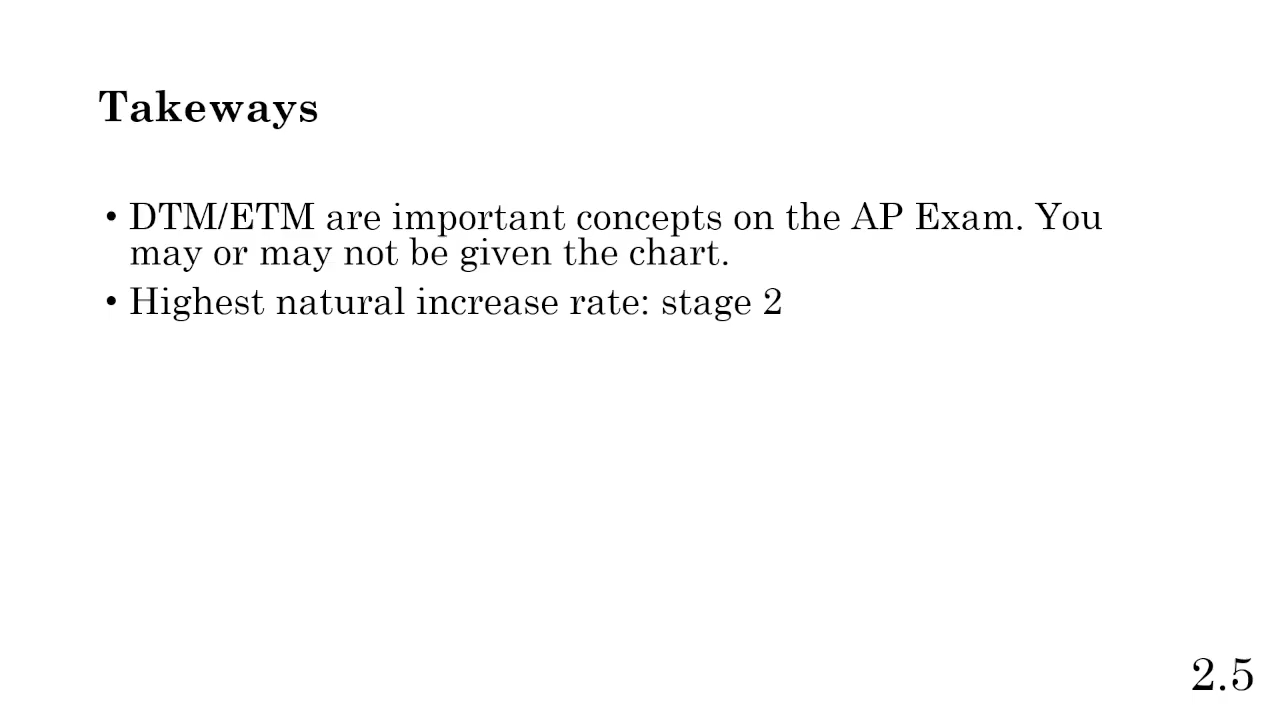 Takeways
• DTM/ETM are important concepts on the AP Exam. You
may or may not be given the chart.
• Highest natural increase rate: stage 2
2.5